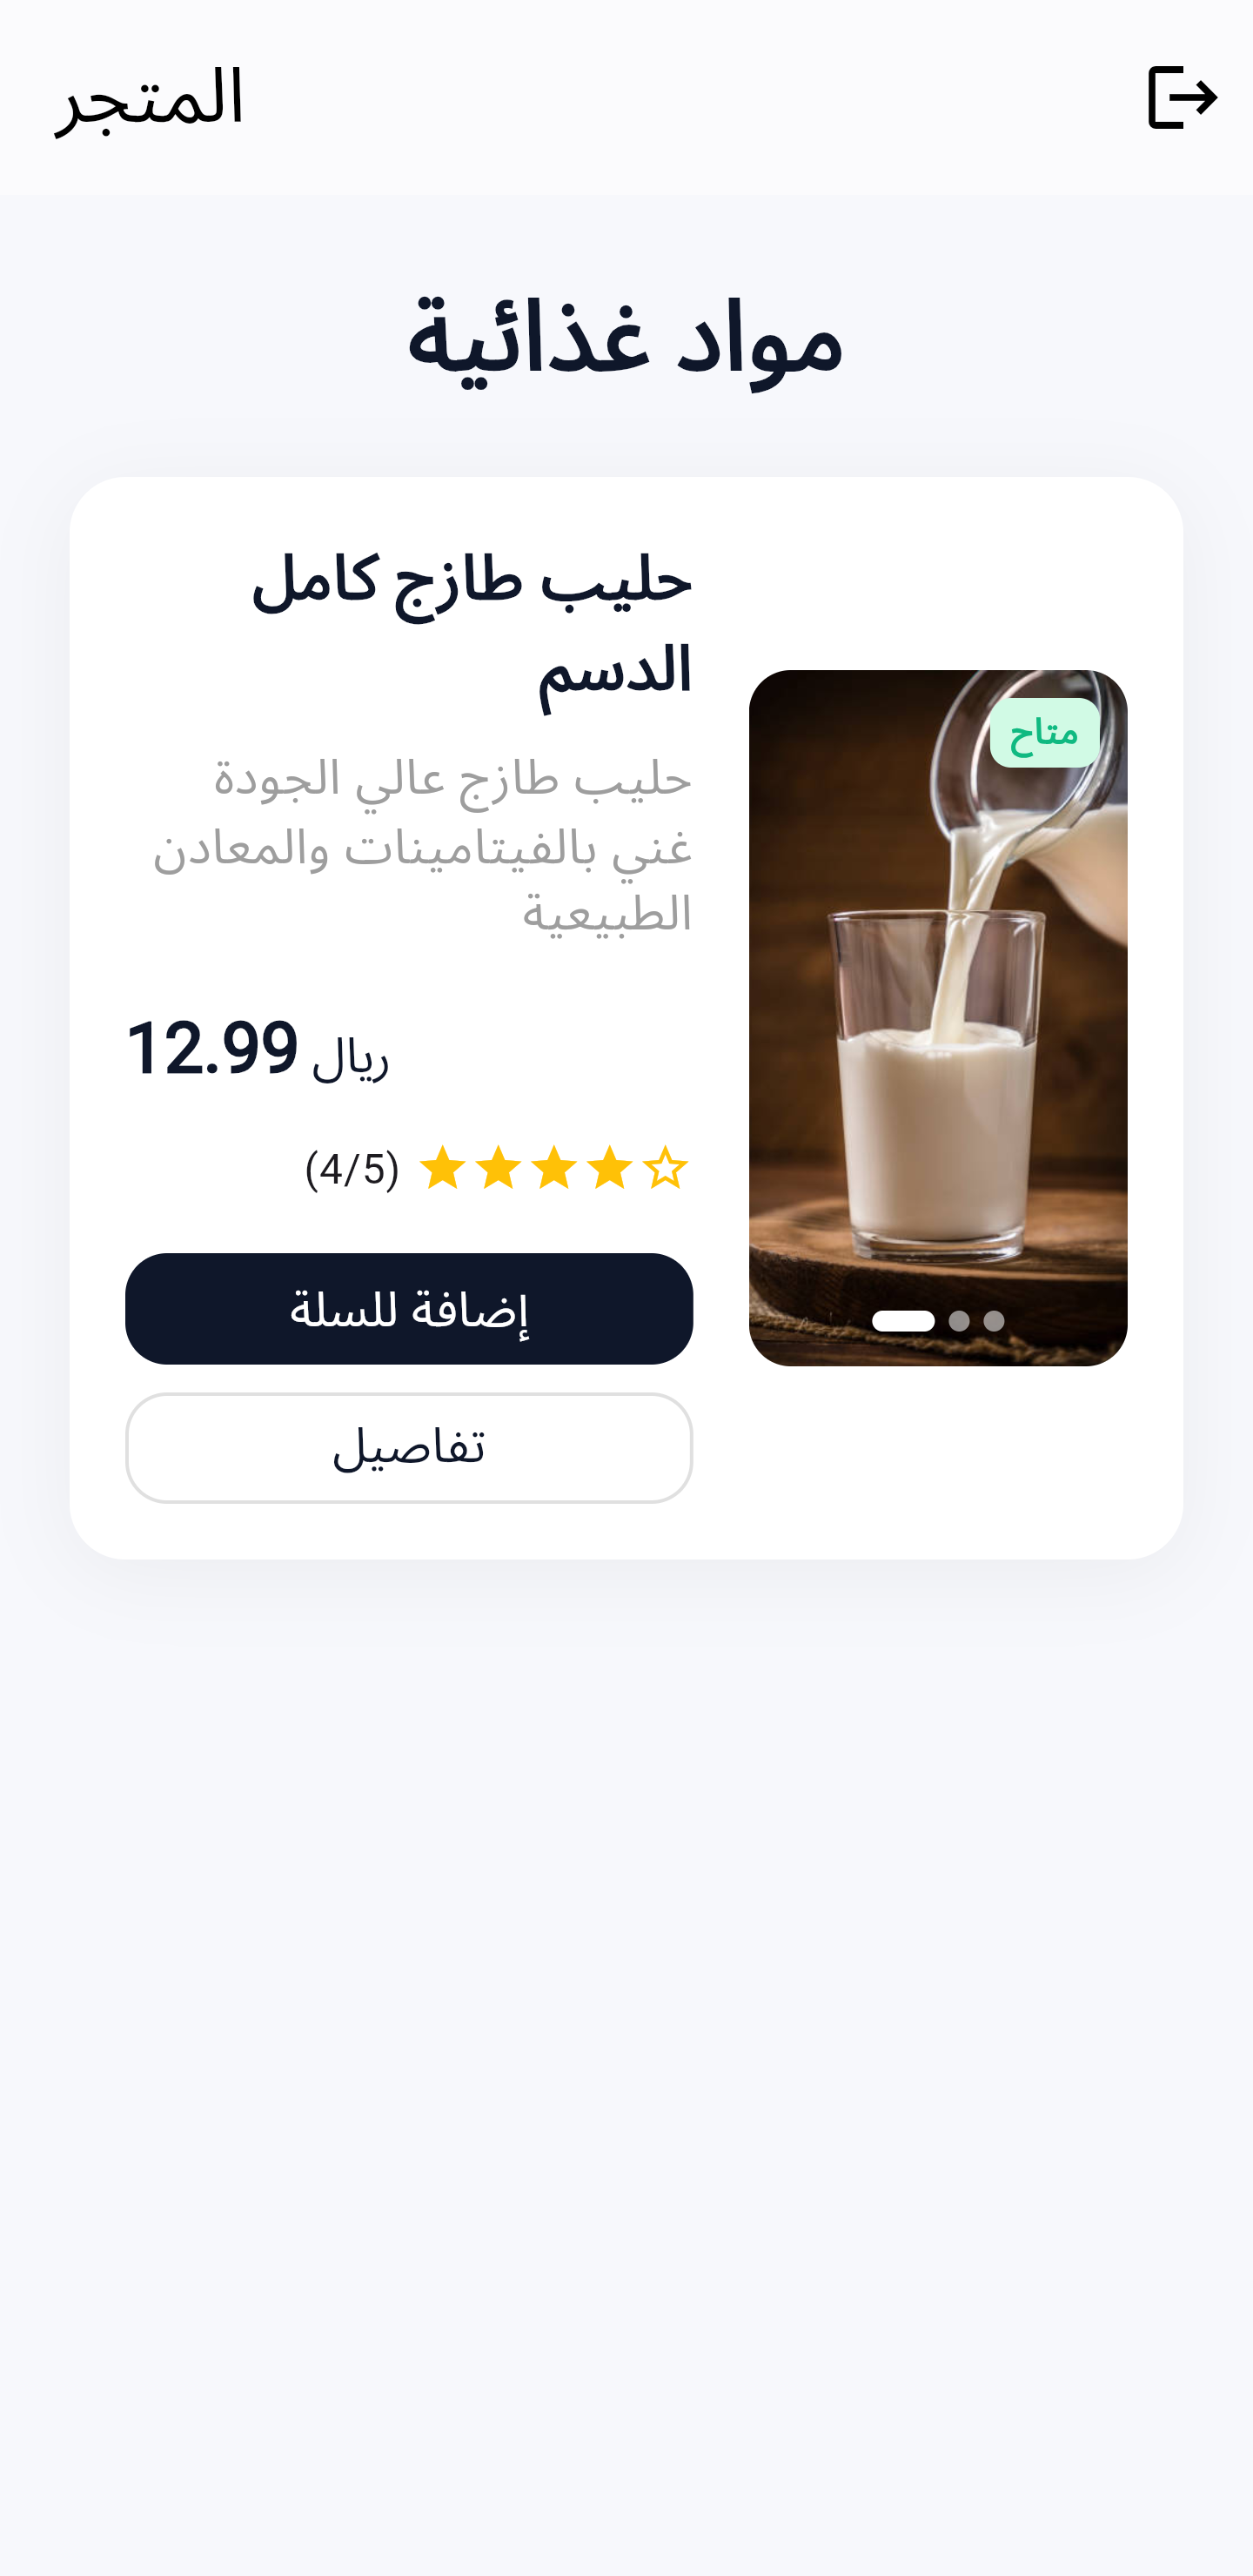 المتجر
مواد غذائية
متاح
حليب طازج كامل
الدسم
حليب طازج عالي الجودة
غني بالفيتامينات والمعادن
الطبيعية
12.99 ريال
(4/5)
إضافة للسلة
تفاصيل